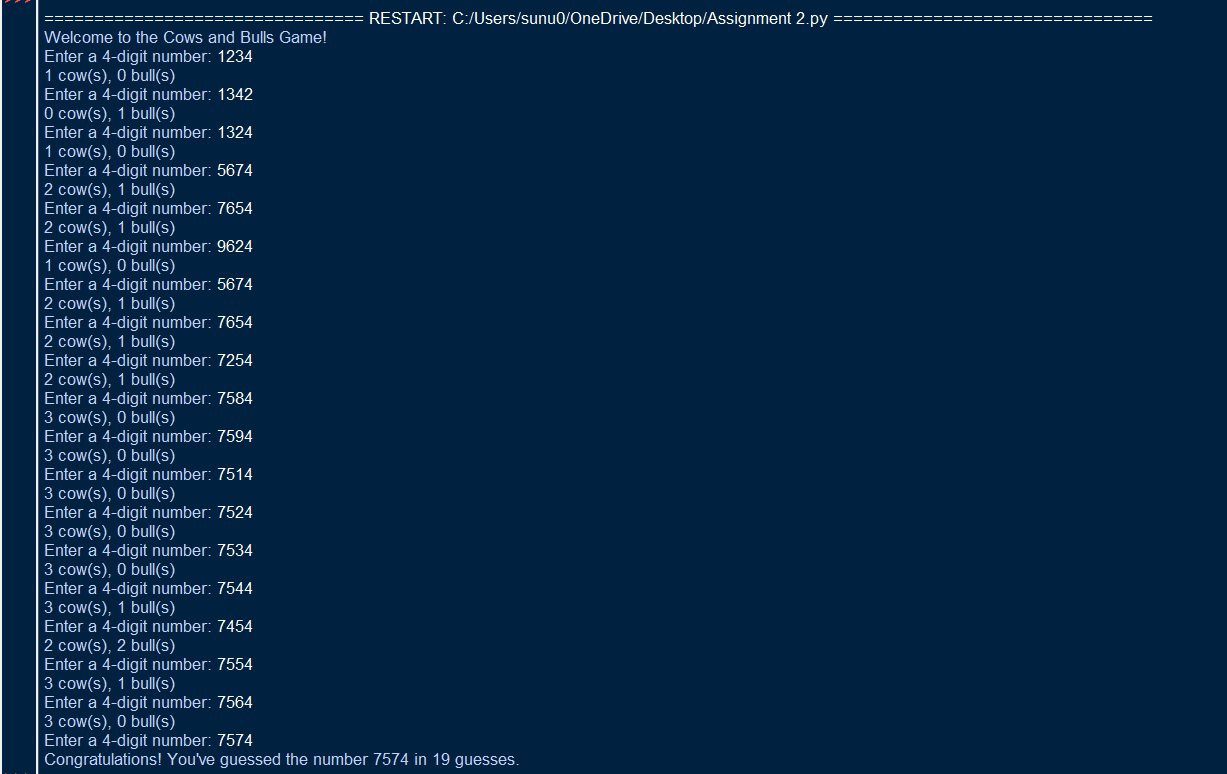 >>>
=============================== RESTART: C:/Users/sunu0/OneDrive/Desktop/Assignment 2.py ===============================
Welcome to the Cows and Bulls Game!
Enter a 4-digit number: 1234
1 cow(s), 0 bull(s)
Enter a 4-digit number: 1342
0 cow(s), 1 bull(s)
Enter a 4-digit number: 1324
1 cow(s), 0 bull(s)
Enter a 4-digit number: 5674
2 cow(s), 1 bull(s)
Enter a 4-digit number: 7654
2 cow(s), 1 bull(s)
Enter a 4-digit number: 9624
1 cow(s), 0 bull(s)
Enter a 4-digit number: 5674
2 cow(s), 1 bull(s)
Enter a 4-digit number: 7654
2 cow(s), 1 bull(s)
Enter a 4-digit number: 7254
2 cow(s), 1 bull(s)
Enter a 4-digit number: 7584
3 cow(s), 0 bull(s)
Enter a 4-digit number: 7594
3 cow(s), 0 bull(s)
Enter a 4-digit number: 7514
3 cow(s), 0 bull(s)
Enter a 4-digit number: 7524
3 cow(s), 0 bull(s)
Enter a 4-digit number: 7534
3 cow(s), 0 bull(s)
Enter a 4-digit number: 7544
3 cow(s), 1 bull(s)
Enter a 4-digit number: 7454
2 cow(s), 2 bull(s)
Enter a 4-digit number: 7554
3 cow(s), 1 bull(s)
Enter a 4-digit number: 7564
3 cow(s), 0 bull(s)
Enter a 4-digit number: 7574
Congratulations! You've guessed the number 7574 in 19 guesses.